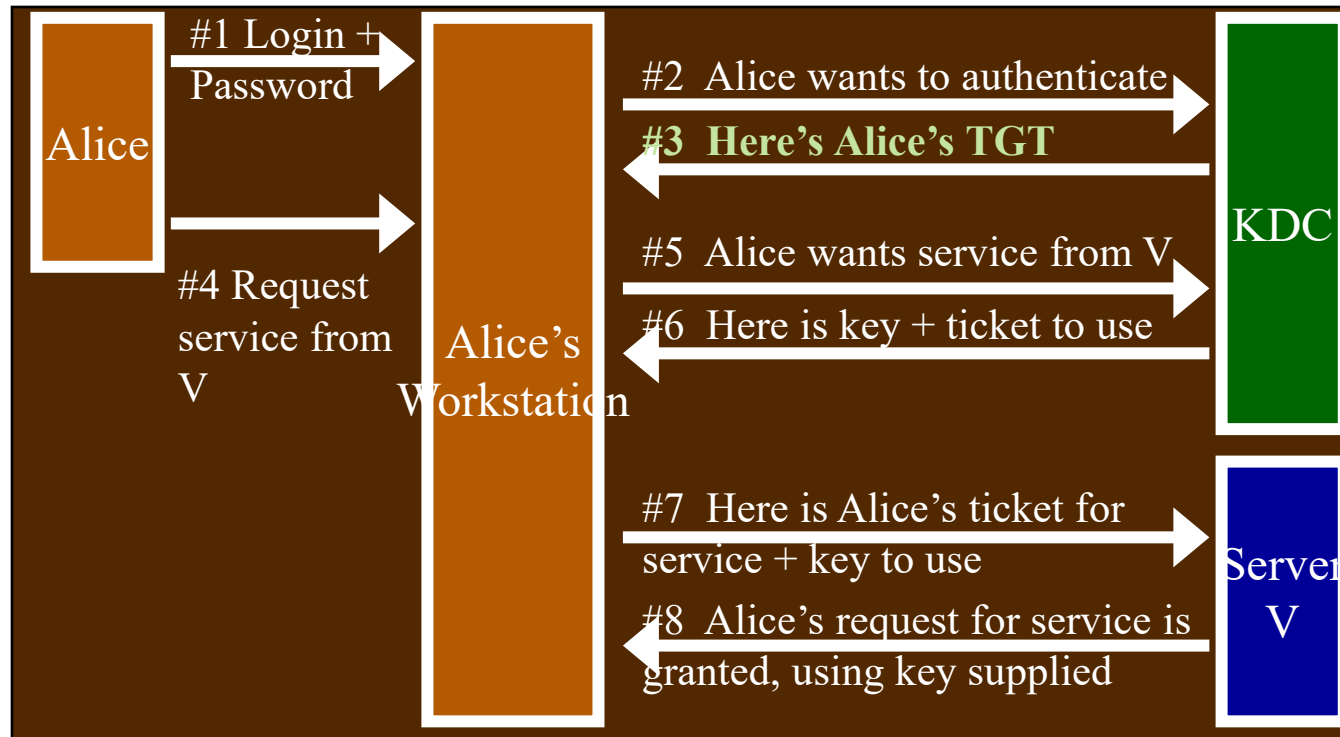 Alice
#1 Login +
Password
#4 Request
service from
V
Alice’s
Workstation
#2 Alice wants to authenticate
#3 Here’s Alice’s TGT
#5 Alice wants service from V
#6 Here is key + ticket to use
KDC
#7 Here is Alice’s ticket for
service + key to use
#8 Alice’s request for service is
granted, using key supplied
Server
V